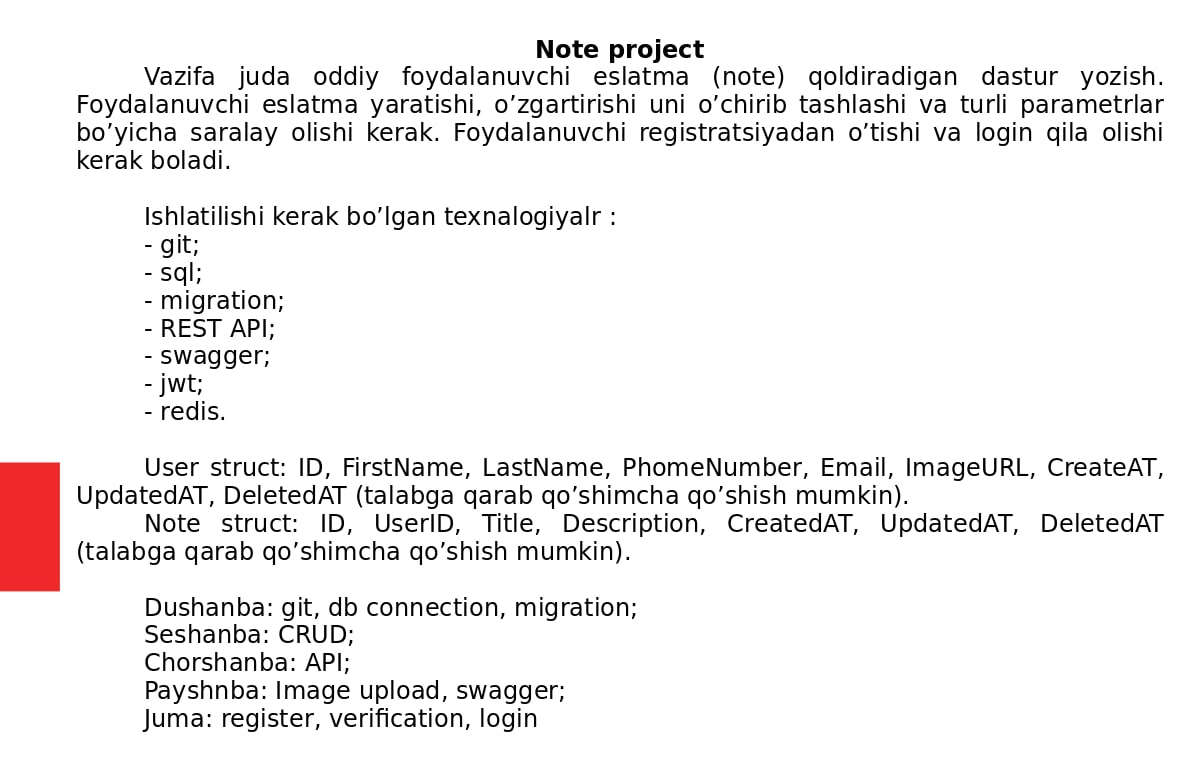 Note project
Vazifa juda oddiy foydalanuvchi eslatma (note) qoldiradigan dastur yozish.
Foydalanuvchi eslatma yaratishi, o’zgartirishi uni o’chirib tashlashi va turli parametrlar
bo’yicha saralay olishi kerak. Foydalanuvchi registratsiyadan o’tishi va login qila olishi
kerak boladi.
Ishlatilishi kerak bo’lgan texnalogiyalr :
- git;
- sql;
- migration;
- REST API;
- swagger;
- jwt;
- redis.
User struct: ID, FirstName, LastName, PhomeNumber, Email, ImageURL, CreateAT,
UpdatedAT, DeletedAT (talabga qarab qo’shimcha qo’shish mumkin).
Note struct: ID, UserID, Title, Description, CreatedAT, UpdatedAT, DeletedAT
(talabga qarab qo’shimcha qo’shish mumkin).
Dushanba: git, db connection, migration;
Seshanba: CRUD;
Chorshanba: API;
Payshnba: Image upload, swagger;
Juma: register, verification, login